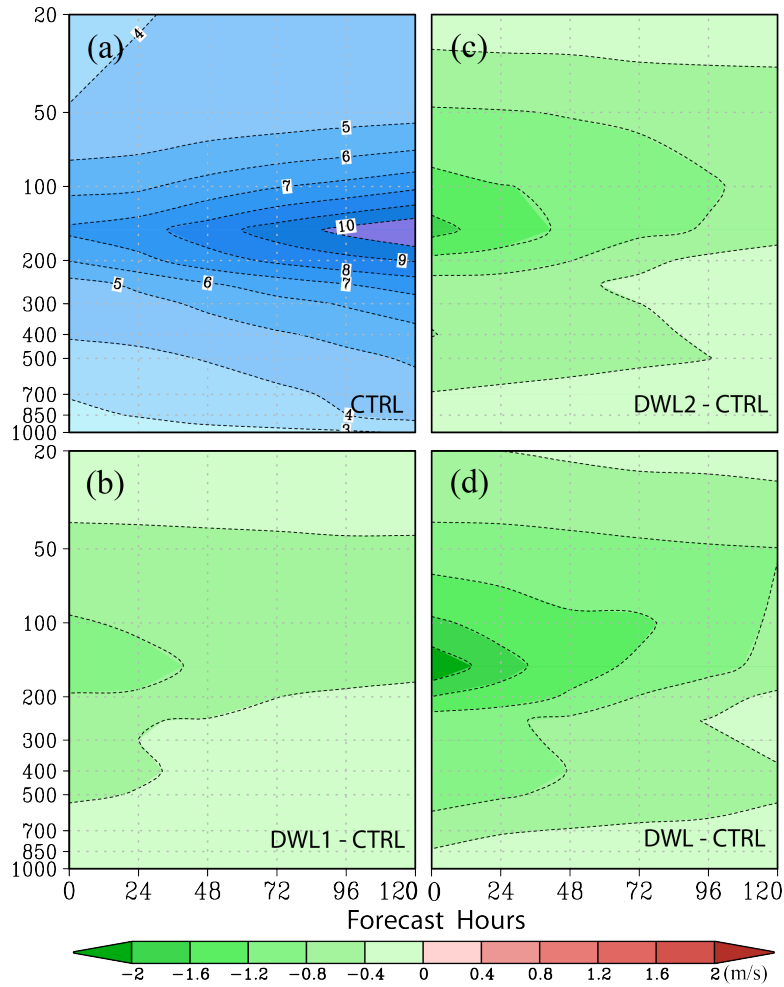 20
50
100
200
300
400
500
700
850
1000
(a)
4
5
6
7
10
9
8
7
6
5
4
3
CTRL
(c)
DWL2 - CTRL
20
50
100
200
300
400
500
700
850
1000
(b)
DWL1 - CTRL
(d)
DWL - CTRL
0 24 48 72 96 120 0 24 48 72 96 120
Forecast Hours
−2 −1.6 −1.2 −0.8 −0.4 0 0.4 0.8 1.2 1.6 2 (m/s)